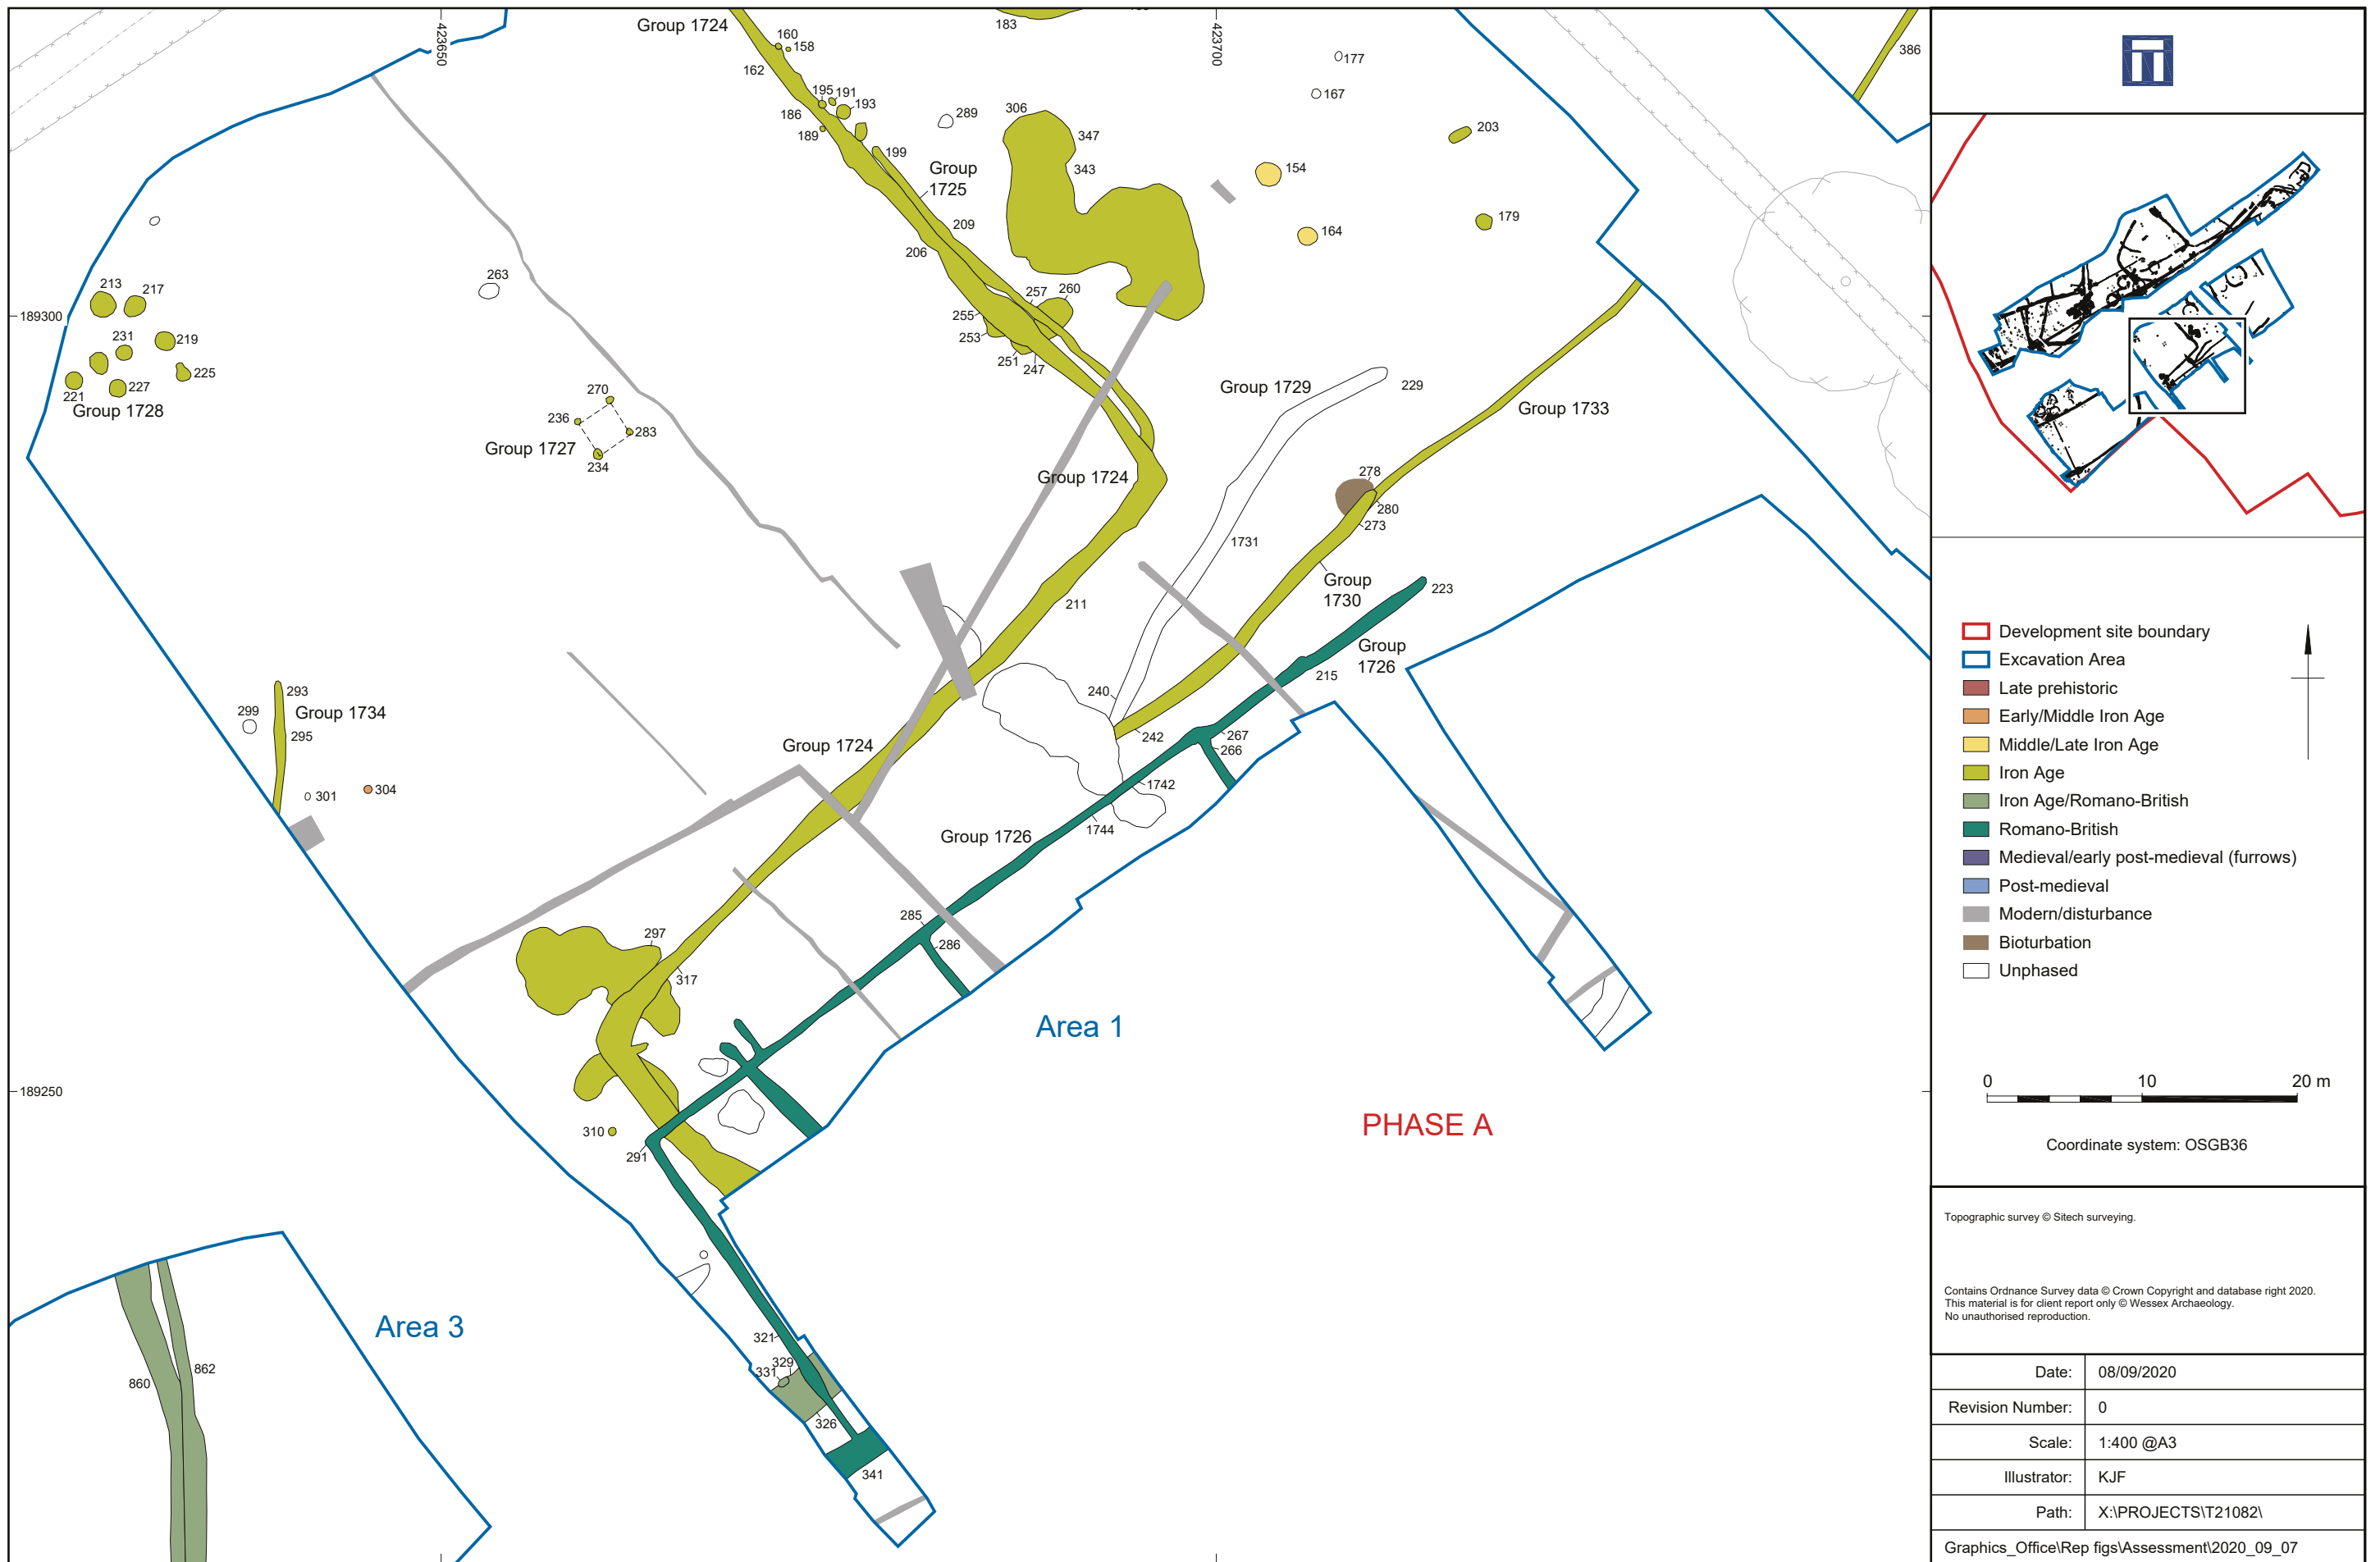 423650
423700
189300
189250
Group 1724
160
158
162
183
195
191
193
186
189
199
289
306
347
343
177
167
154
164
203
179
386
Group
1725
209
206
213
217
231
219
221
227
225
Group 1728
263
257
260
255
253
251
247
270
236
283
234
Group 1727
Group 1724
Group 1729
229
Group 1733
278
280
273
1731
Group
1730
211
223
Group
1726
215
240
242
267
266
293
299
Group 1734
295
301
304
Group 1724
1742
1744
Group 1726
285
286
297
317
Area 1
310
291
PHASE A
Area 3
860
862
321
329
331
326
341
Development site boundary
Excavation Area
Late prehistoric
Early/Middle Iron Age
Middle/Late Iron Age
Iron Age
Iron Age/Romano-British
Romano-British
Medieval/early post-medieval (furrows)
Post-medieval
Modern/disturbance
Bioturbation
Unphased
0 10 20 m
Coordinate system: OSGB36
Topographic survey © Sitech surveying.
Contains Ordnance Survey data © Crown Copyright and database right 2020.
This material is for client report only © Wessex Archaeology.
No unauthorised reproduction.
Date: 08/09/2020
Revision Number: 0
Scale: 1:400 @A3
Illustrator: KJF
Path: X:\PROJECTS\T21082\
Graphics_Office\Rep figs\Assessment\2020_09_07